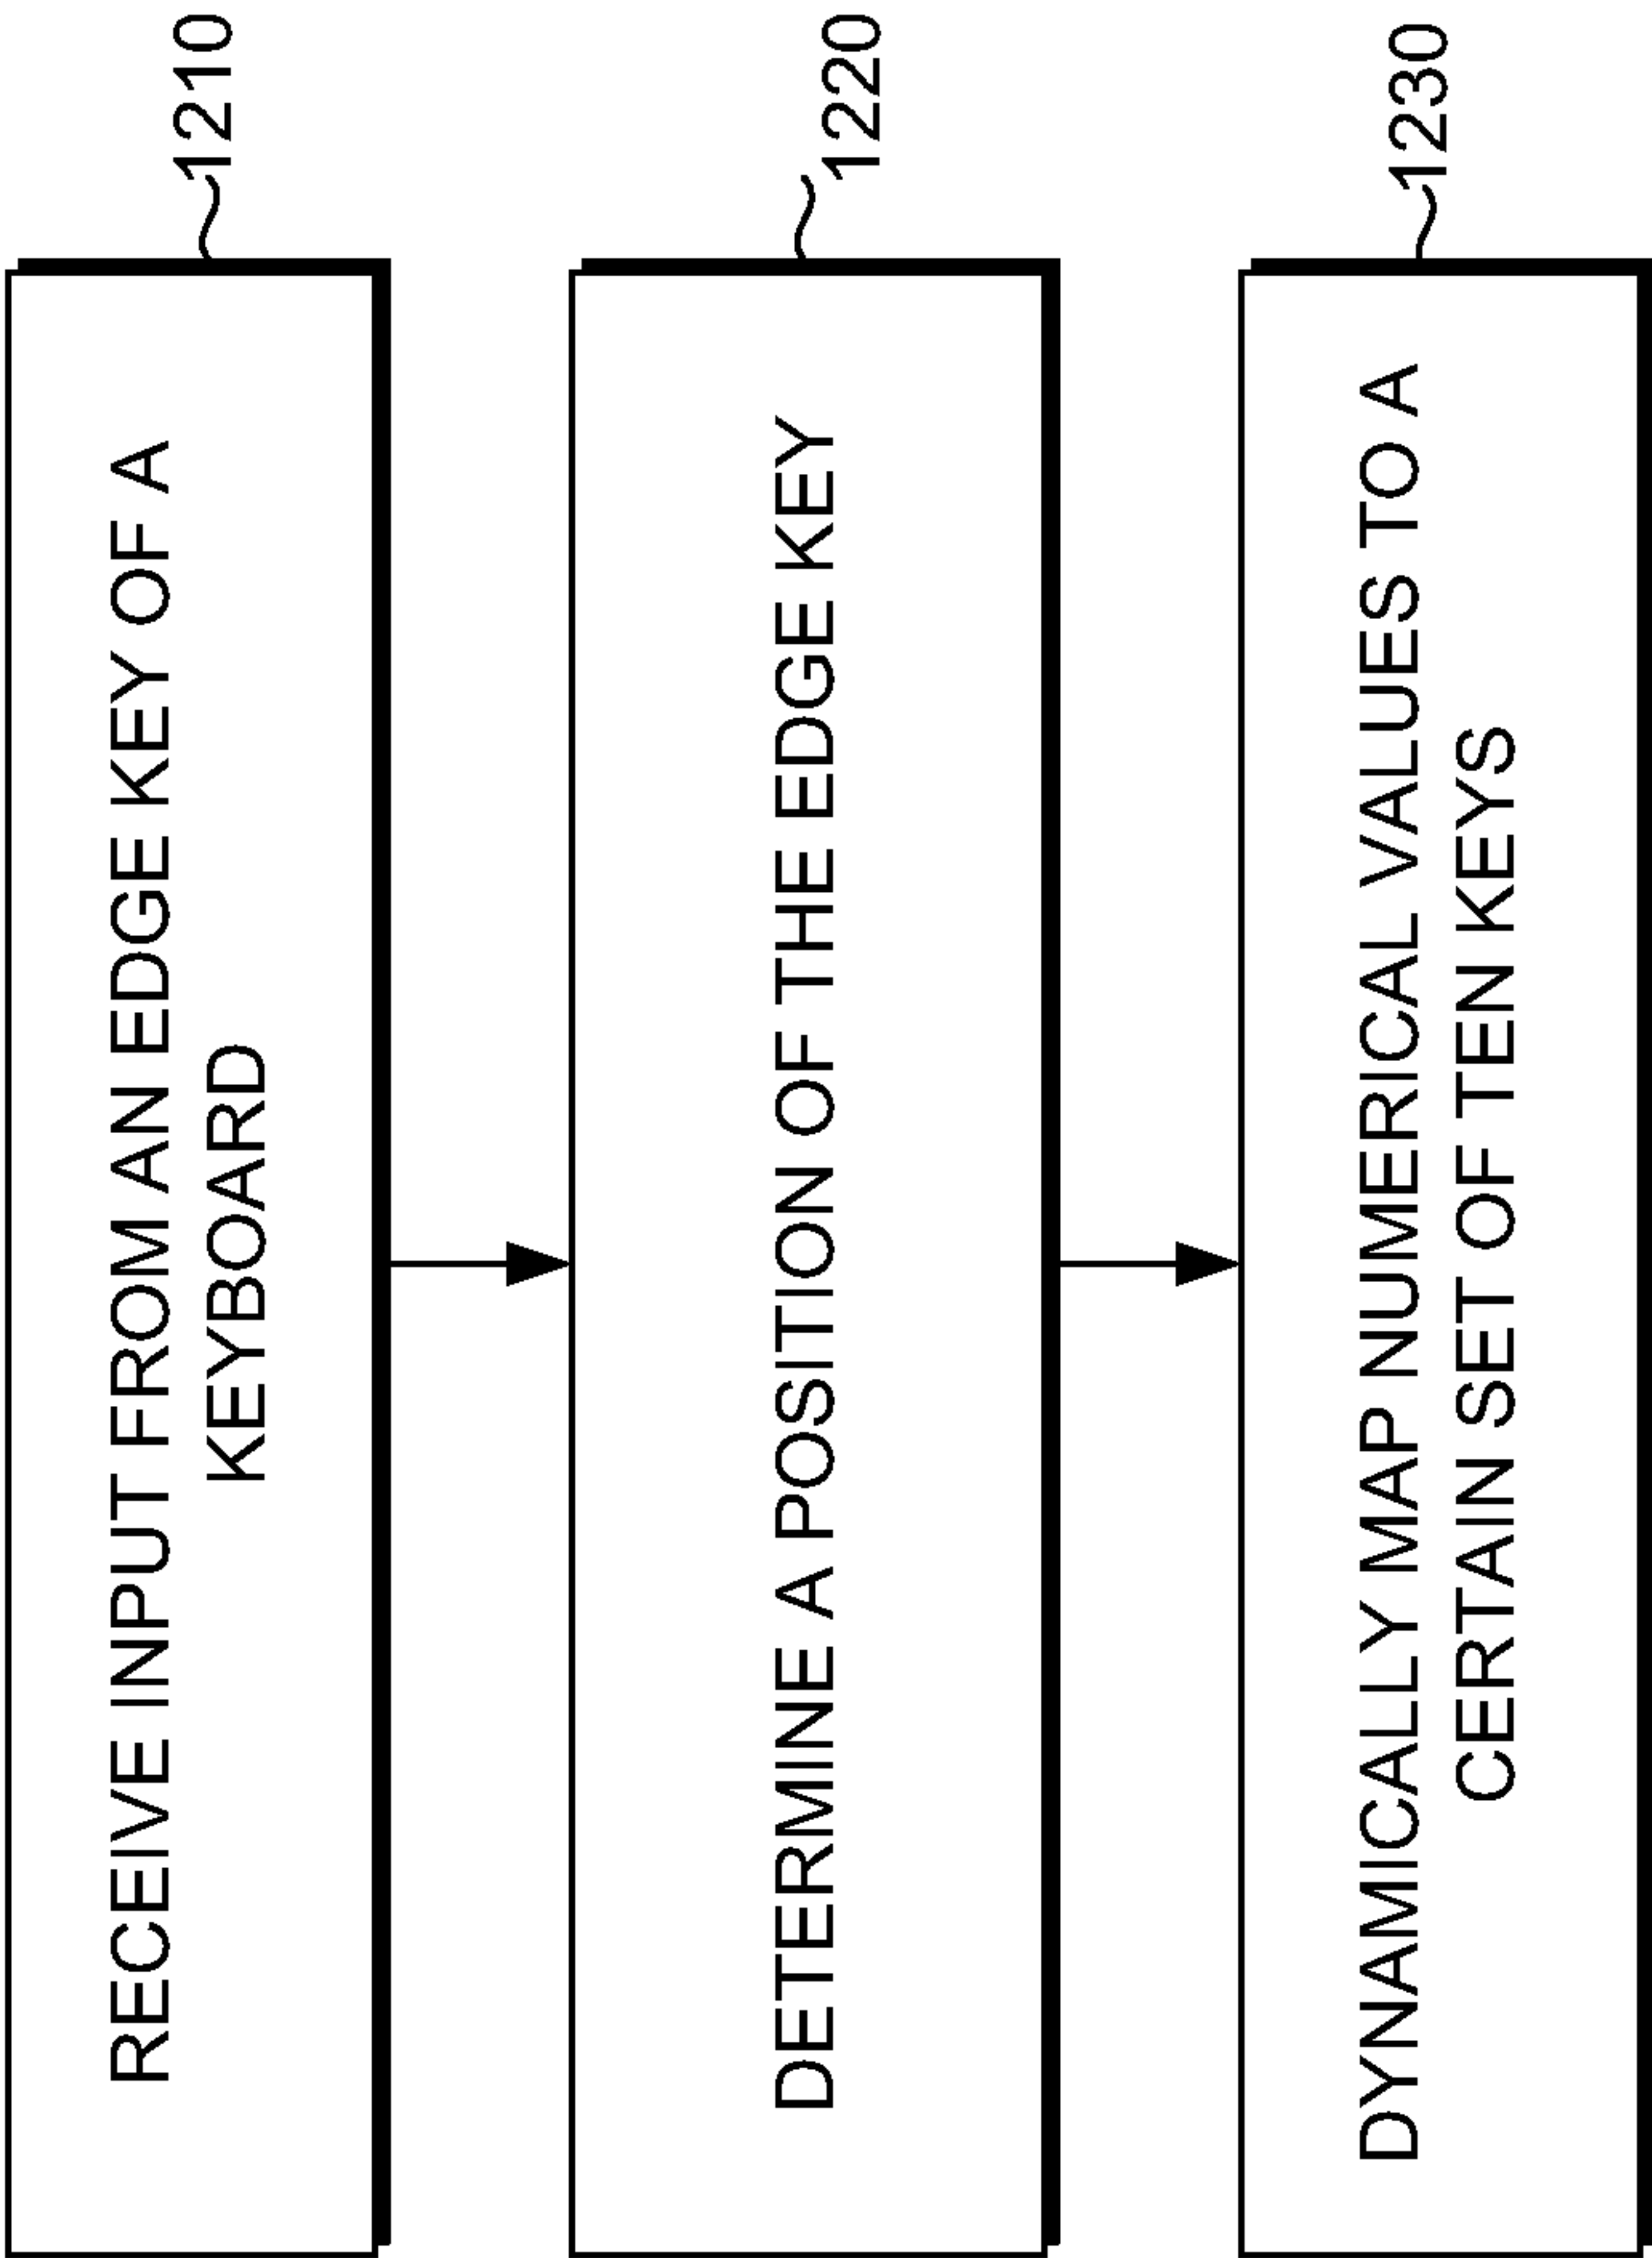 RECEIVE INPUT FROM AN EDGE KEY OF A
KEYBOARD
1210
DETERMINE A POSITION OF THE EDGE KEY
1220
DYNAMICALLY MAP NUMERICAL VALUES TO A
CERTAIN SET OF TEN KEYS
1230